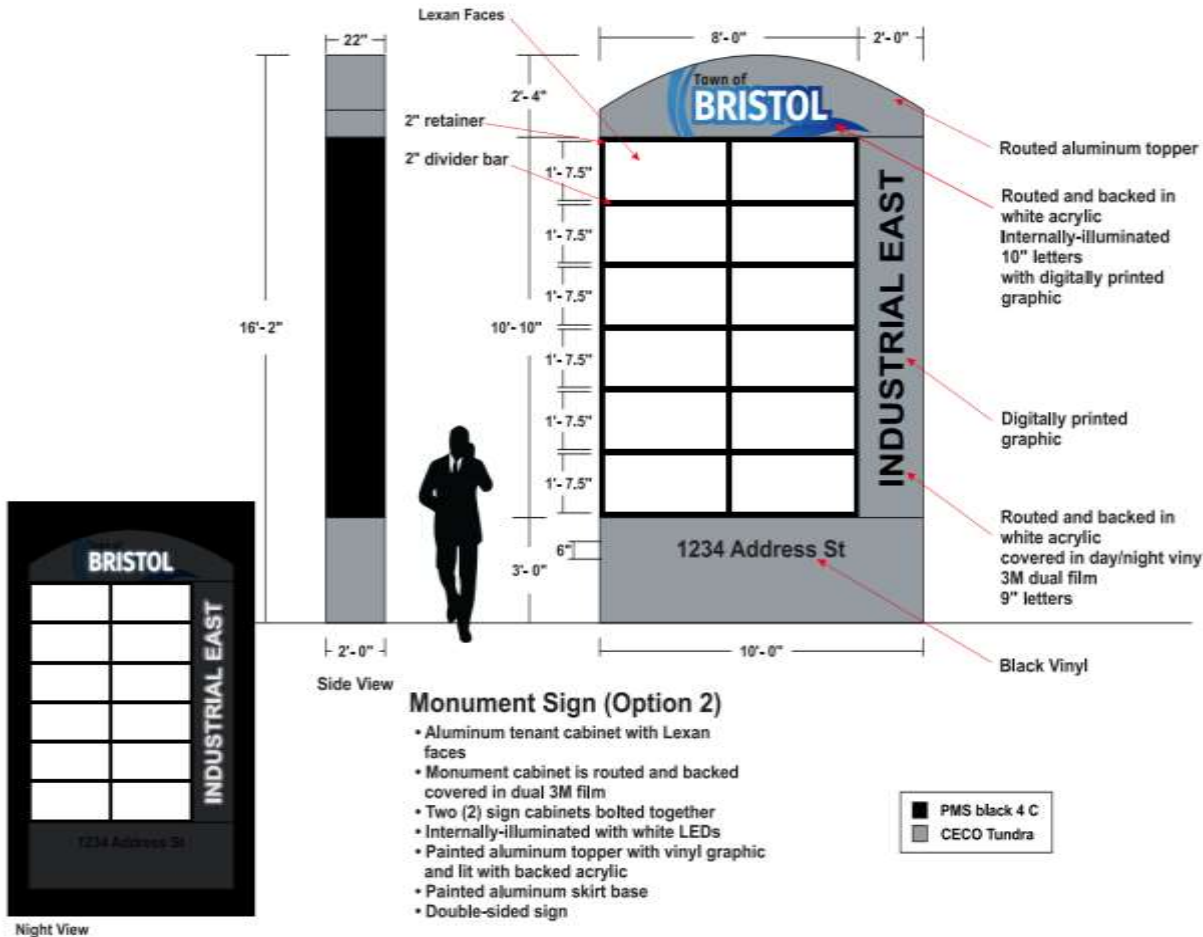 Lexan Faces
22"
8'- 0"
2'- 0"
2'- 4"
Town of
BRISTOL
2" retainer
2" divider bar
Routed aluminum topper
1'- 7.5"
1'- 7.5"
1'- 7.5"
1'- 7.5"
1'- 7.5"
1'- 7.5"
16'- 2"
10'- 10"
INDUSTRIAL EAST
Routed and backed in
white acrylic
Internally-illuminated
10" letters
with digitally printed
graphic
Digitally printed
graphic
Routed and backed in
white acrylic
covered in day/night viny
3M dual film
9" letters
6"
3'- 0"
1234 Address St
2'- 0"
10'- 0"
Black Vinyl
Side View
Town of
BRISTOL
INDUSTRIAL EAST
1234 Address St
Night View
Monument Sign (Option 2)
• Aluminum tenant cabinet with Lexan
faces
• Monument cabinet is routed and backed
covered in dual 3M film
• Two (2) sign cabinets bolted together
• Internally-illuminated with white LEDs
• Painted aluminum topper with vinyl graphic
and lit with backed acrylic
• Painted aluminum skirt base
• Double-sided sign
PMS black 4 C
CECO Tundra